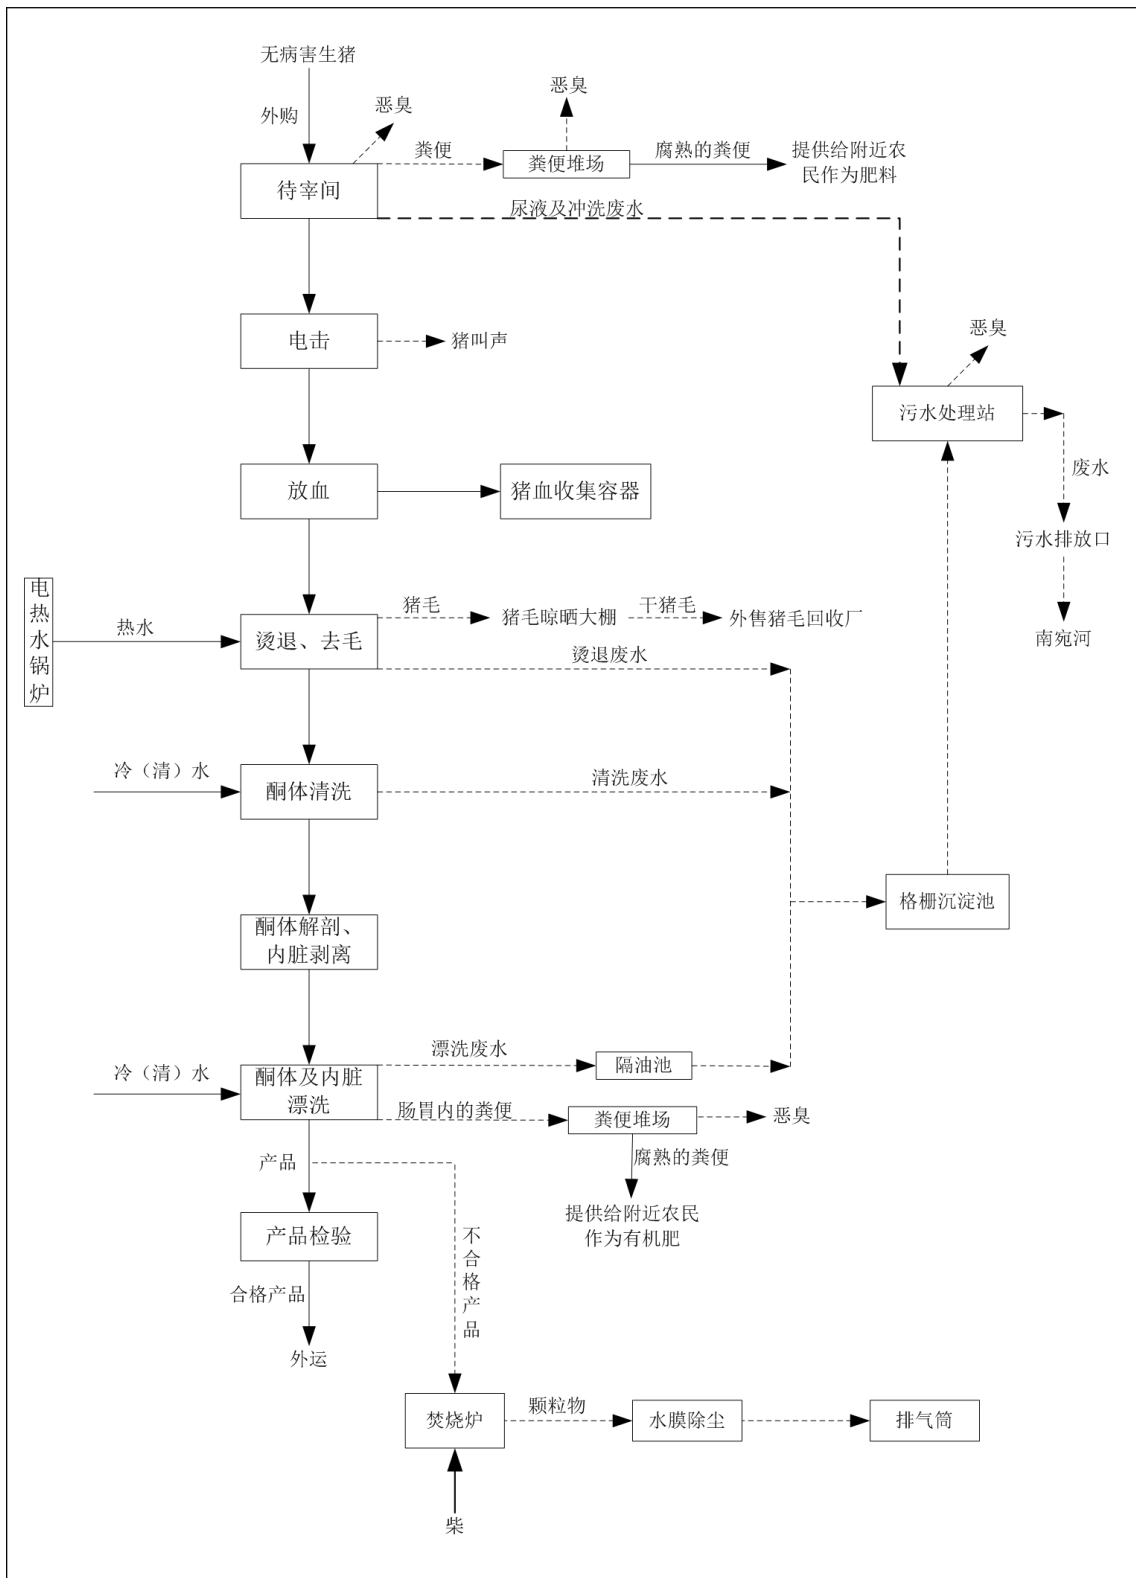 无病害生猪
外购
恶臭
恶臭
粪便
粪便堆场
腐熟的粪便
提供给附近农
民作为肥料
待宰间
尿液及冲洗废水
电击
猪叫声
恶臭
污水处理站
废水
污水排放口
南宛河
放血
猪血收集容器
电热水锅炉
热水
烫退、去毛
猪毛
猪毛晾晒大棚
干猪毛
外售猪毛回收厂
烫退废水
冷（清）水
酮体清洗
清洗废水
格栅沉淀池
酮体解剖、
内脏剥离
冷（清）水
酮体及内脏
漂洗
漂洗废水
隔油池
肠胃内的粪便
粪便堆场
恶臭
腐熟的粪便
提供给附近农民
作为有机肥
产品
产品检验
不合格产品
合格产品
外运
焚烧炉
颗粒物
水膜除尘
排气筒
柴